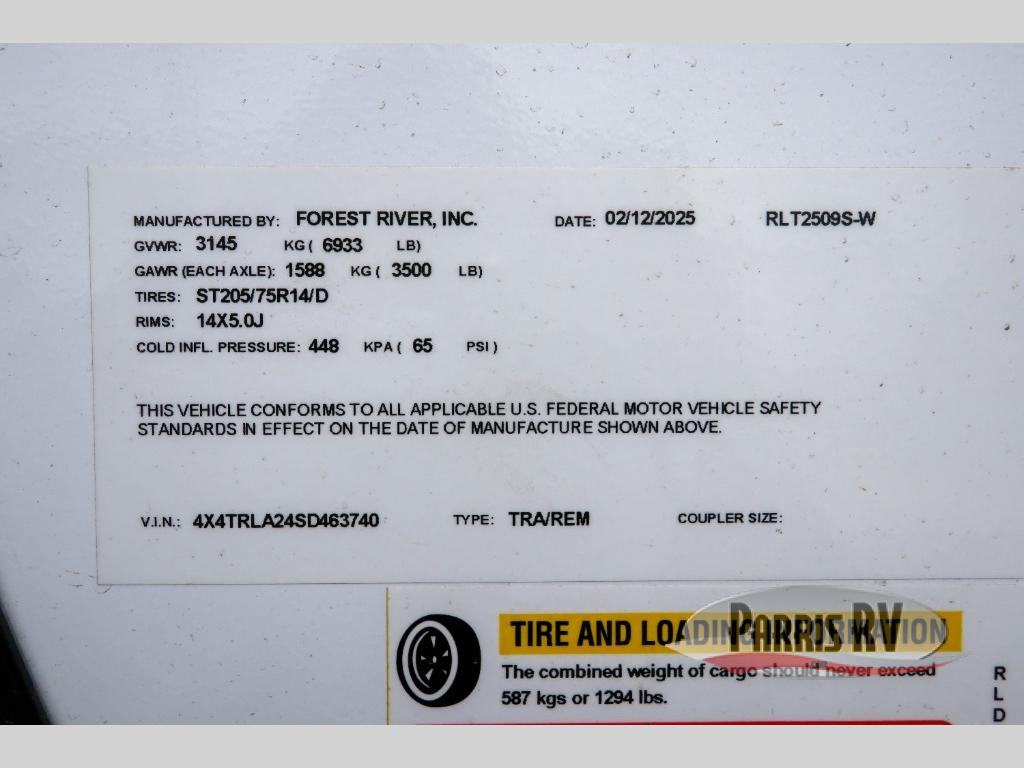 MANUFACTURED BY: FOREST RIVER, INC. DATE: 02/12/2025 RLT2509S-W
GVWR: 3145 KG ( 6933 LB)
GAWR (EACH AXLE): 1588 KG ( 3500 LB)
TIRES: ST205/75R14/D
RIMS: 14X5.0J
COLD INFL. PRESSURE: 448 KPA ( 65 PSI )
THIS VEHICLE CONFORMS TO ALL APPLICABLE U.S. FEDERAL MOTOR VEHICLE SAFETY
STANDARDS IN EFFECT ON THE DATE OF MANUFACTURE SHOWN ABOVE.
V.I.N.: 4X4TRLA24SD463740 TYPE: TRA/REM COUPLER SIZE:
TIRE AND LOADING INFORMATION
PARRIS RV
The combined weight of cargo should never exceed
587 kgs or 1294 lbs.
R
L
D